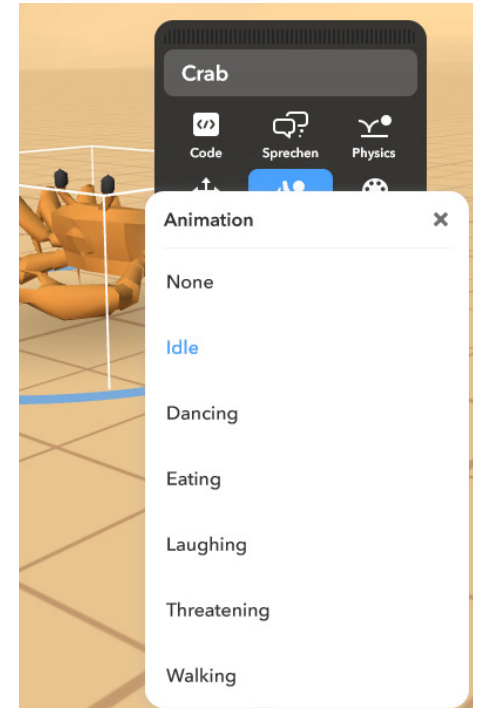 Crab
Code Sprechen Physics
Animation
None
Idle
Dancing
Eating
Laughing
Threatening
Walking